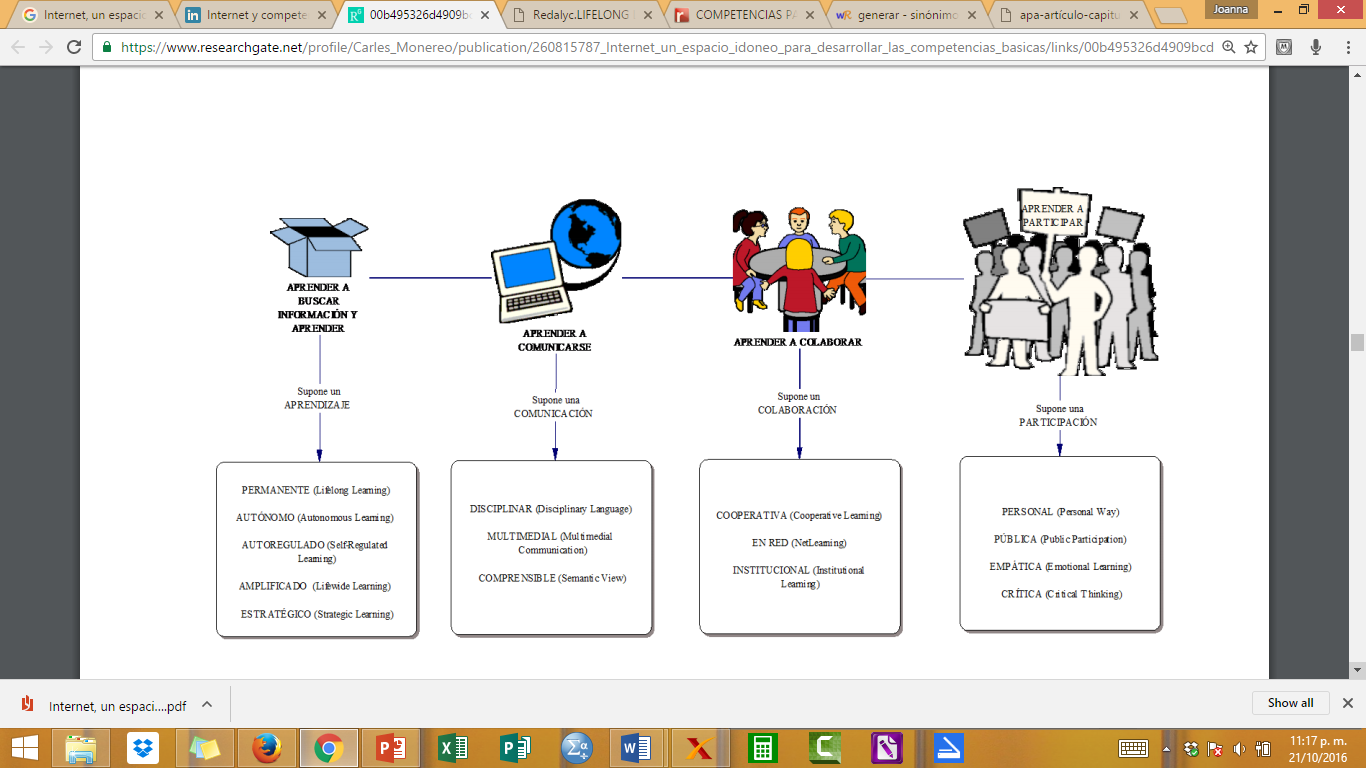 Internet, un espacio
Internet y compete
00b495326d4909bc
Redalyc.LIFELONG
COMPETENCIAS PA
generar - sinónimo
apa-artículo-capitu
Joanna
https://www.researchgate.net/profile/Carles_Monereo/publication/260815787_Internet_un_espacio_idoneo_para_desarrollar_las_competencias_basicas/links/00b495326d4909bcd
APRENDER A
BUSCAR
INFORMACIÓN Y
APRENDER
Supone un
APRENDIZAJE
PERMANENTE (Lifelong Learning)
AUTÓNOMO (Autonomous Learning)
AUTOREGULADO (Self-Regulated
Learning)
AMPLIFICADO (Lifewide Learning)
ESTRATÉGICO (Strategic Learning)
APRENDER A
COMUNICARSE
Supone una
COMUNICACIÓN
DISCIPLINAR (Disciplinary Language)
MULTIMEDIAL (Multimedial
Communication)
COMPRENSIBLE (Semantic View)
APRENDER A COLABORAR
Supone un
COLABORACIÓN
COOPERATIVA (Cooperative Learning)
EN RED (NetLearning)
INSTITUCIONAL (Institutional
Learning)
APRENDER A
PARTICIPAR
Supone una
PARTICIPACIÓN
PERSONAL (Personal Way)
PÚBLICA (Public Participation)
EMPÀTICA (Emotional Learning)
CRÍTICA (Critical Thinking)
Internet, un espaci....pdf
Show all
11:17 p. m.
21/10/2016